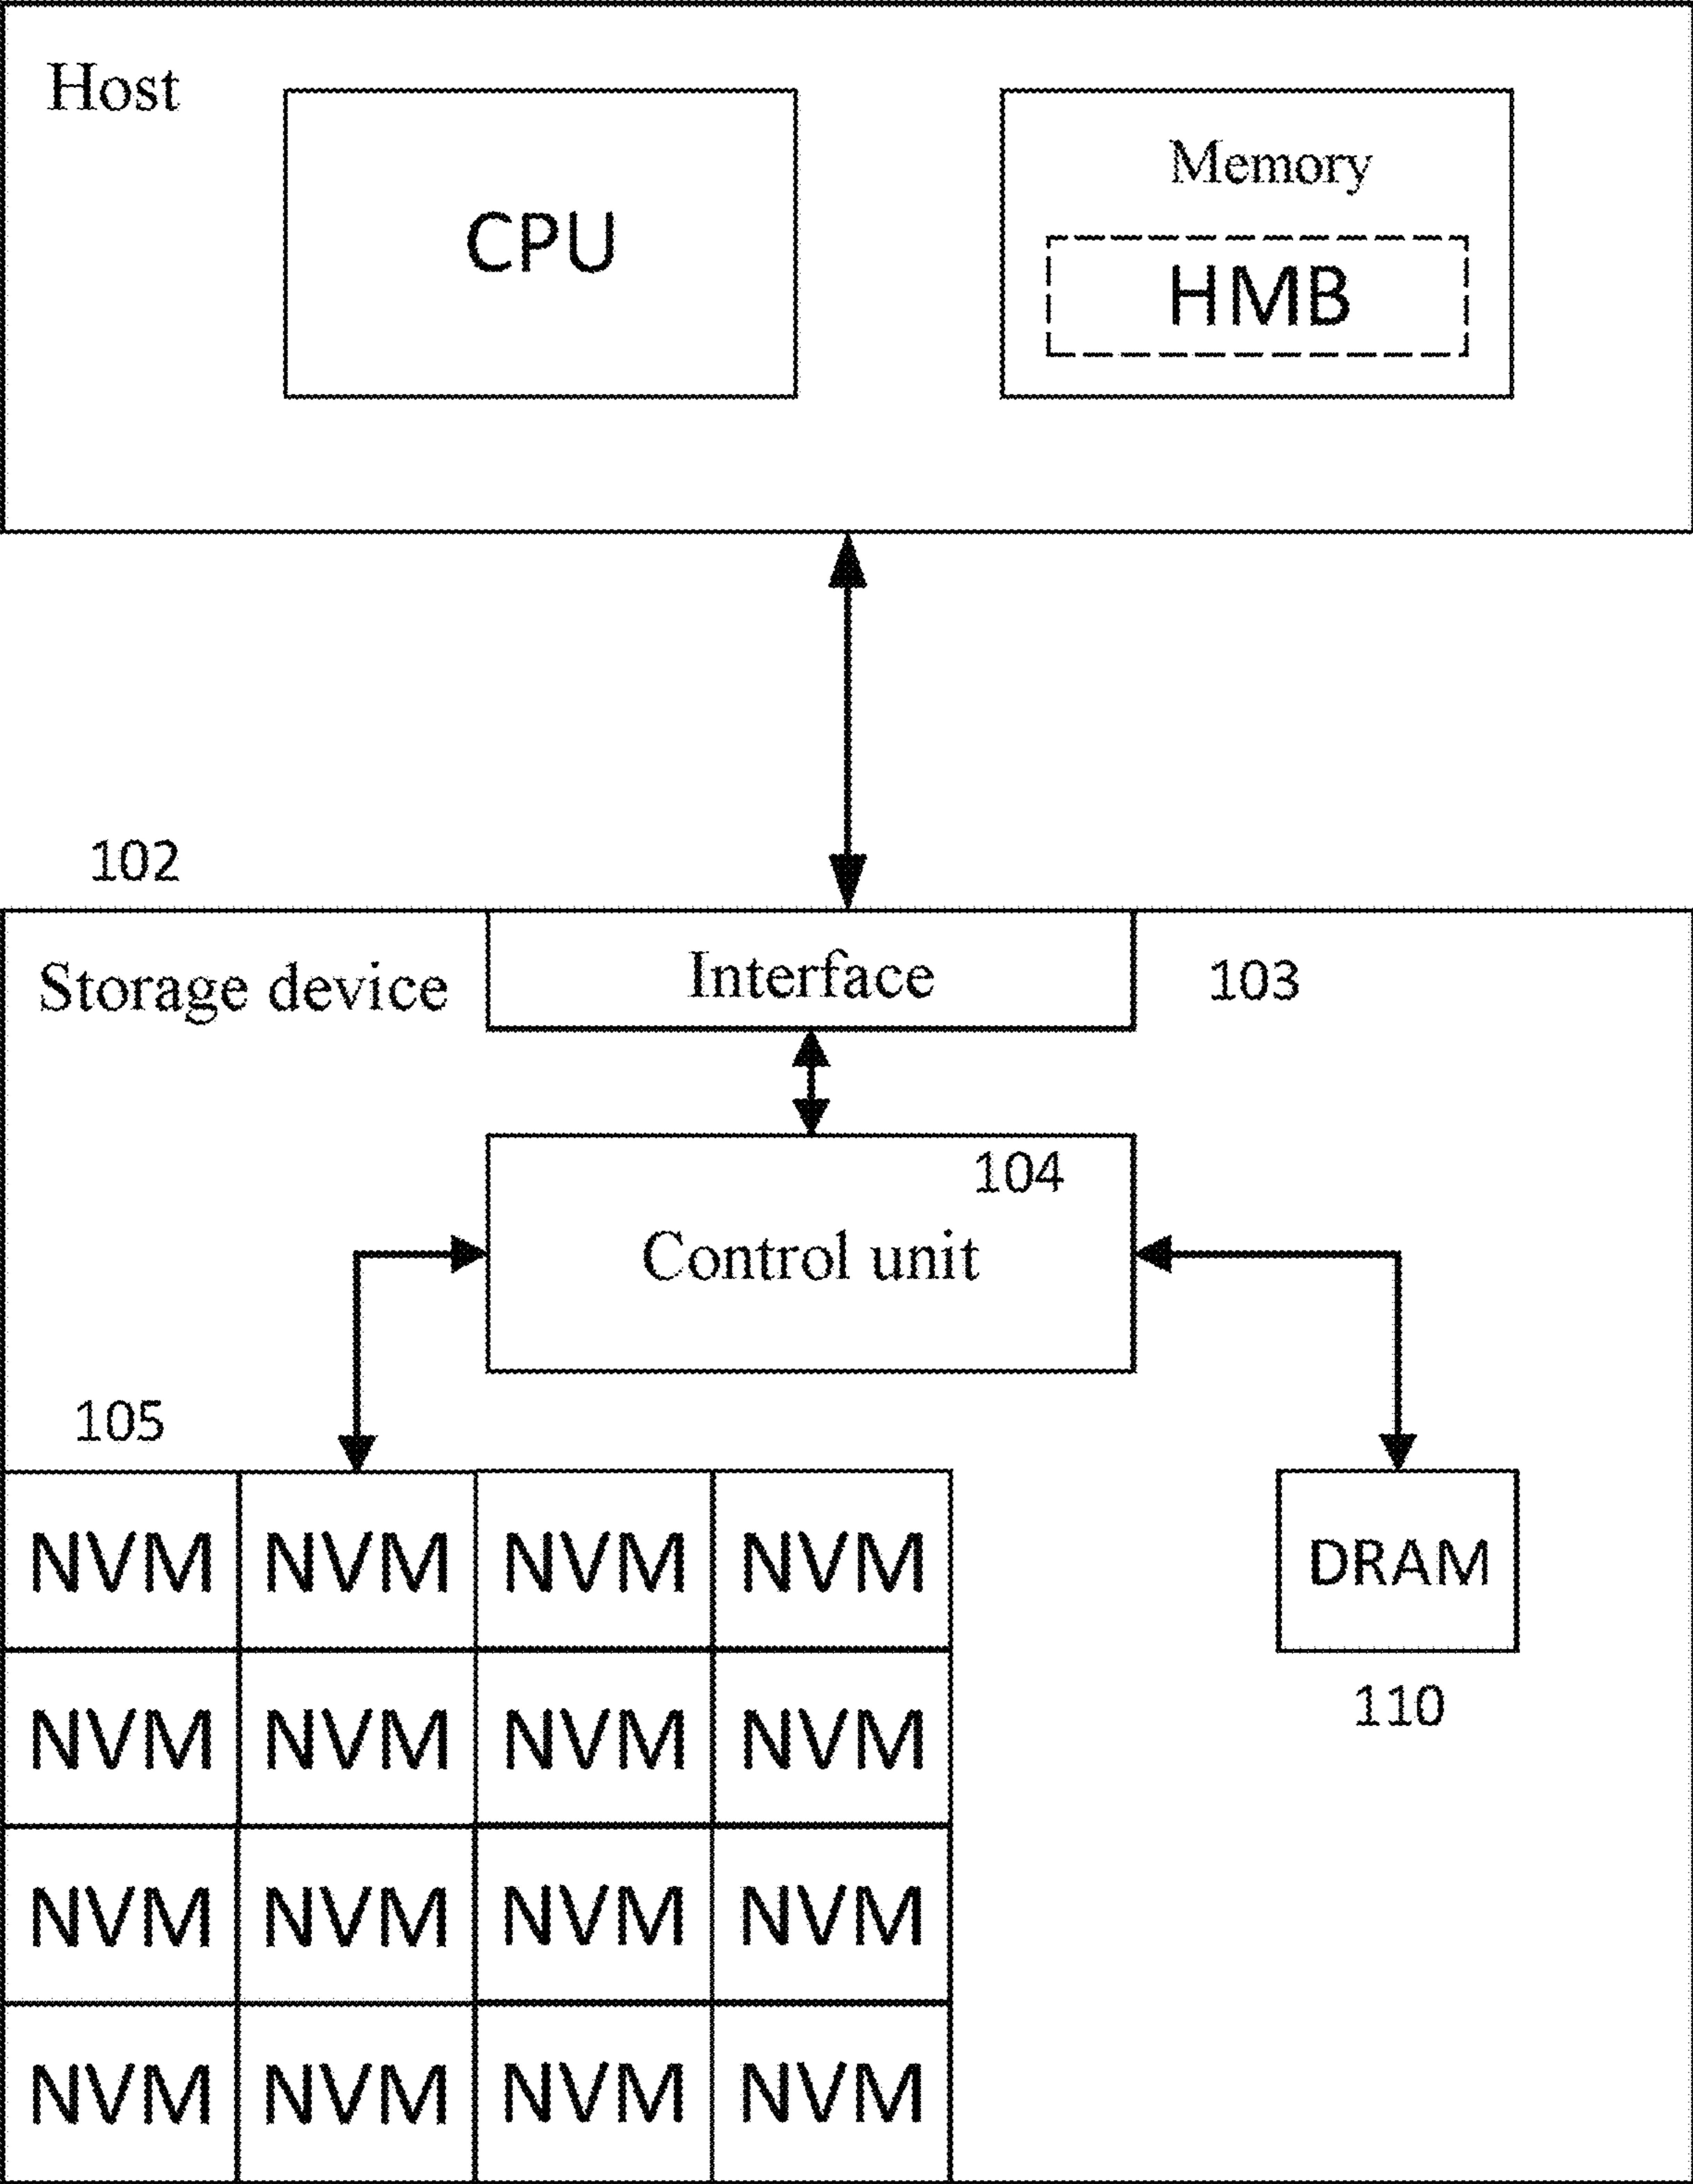 Host
CPU
Memory
HMB
102
Storage device
Interface
103
104
Control unit
105
NVM NVM NVM NVM
DRAM
NVM NVM NVM NVM
110
NVM NVM NVM NVM
NVM NVM NVM NVM